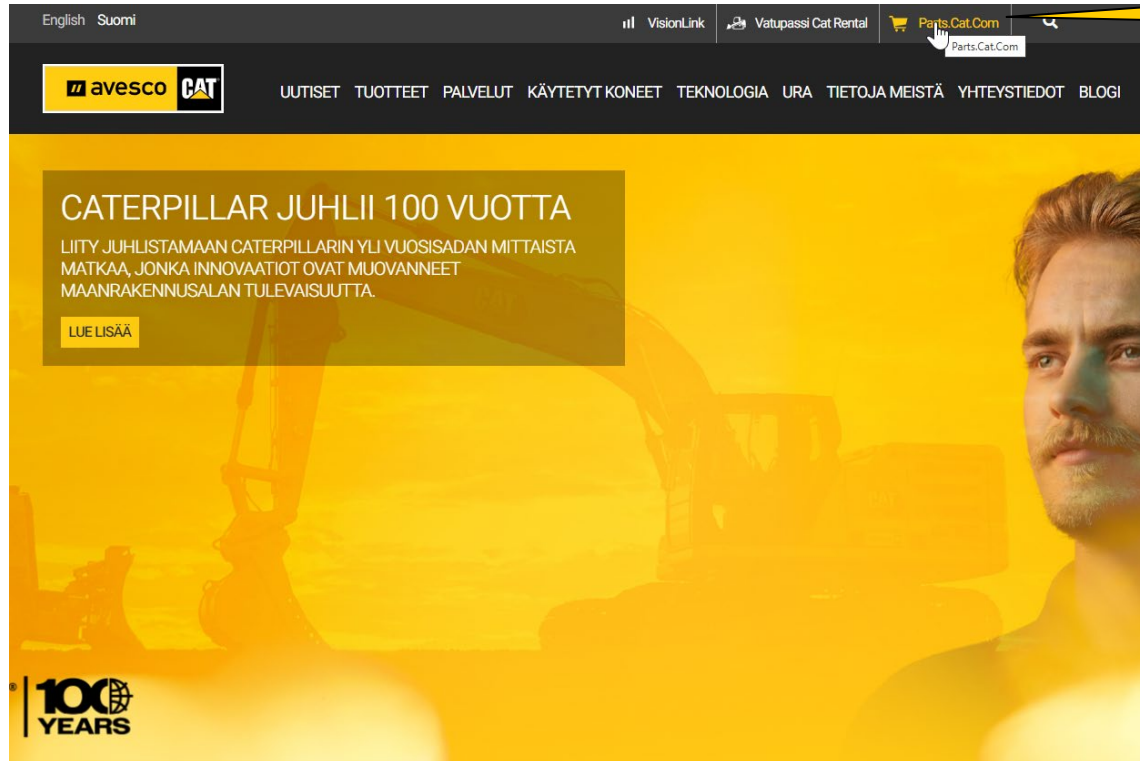 English Suomi
VisionLink
Vatupassi Cat Rental
Parts.Cat.Com
Parts.Cat.Com
avesco CAT
UUTISET TUOTTEET PALVELUT KÄYTETYT KONEET TEKNOLOGIA URA TIETOJA MEISTÄ YHTEYSTIEDOT BLOGI
CATERPILLAR JUHLII 100 VUOTTA
LIITY JUHLISTAMAAN CATERPILLARIN YLI VUOSISADAN MITTAISTA
MATKAA, JONKA INNOVAATIOT OVAT MUOVANNEET
MAANRAKENNUSALAN TULEVAISUUTTA.
LUE LISÄÄ
CAT
CAT
® 100
YEARS